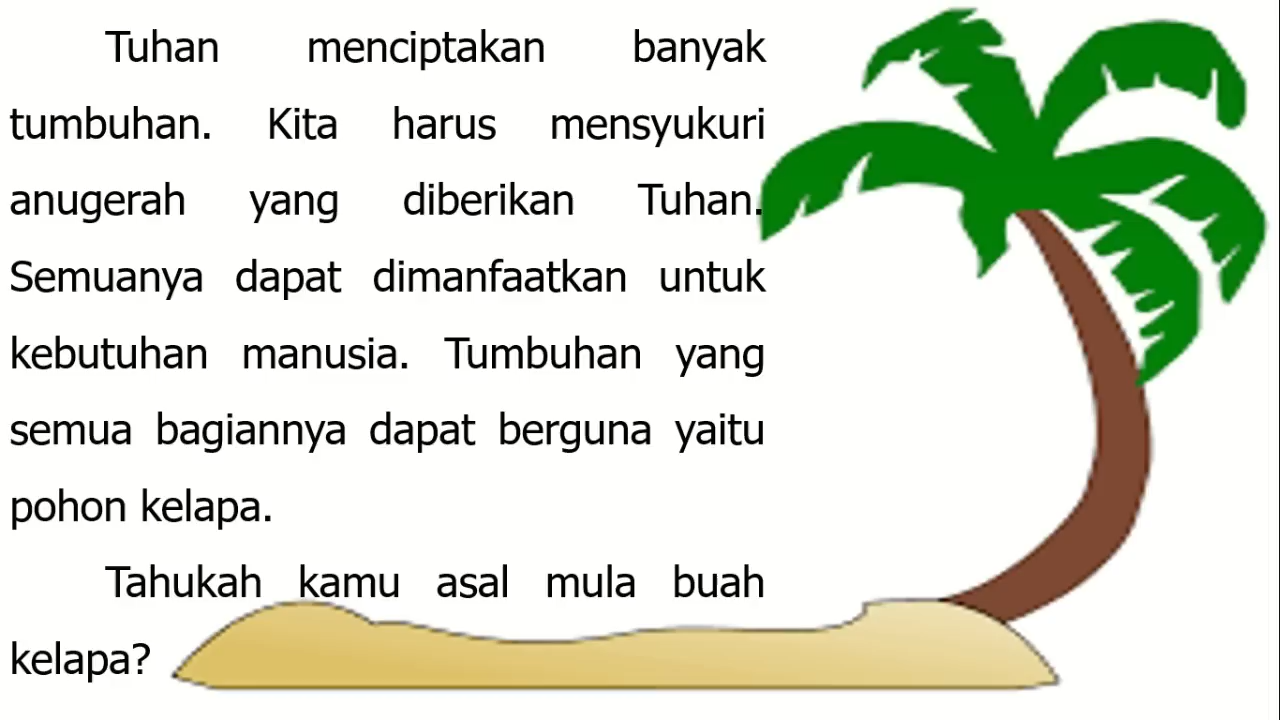 Tuhan menciptakan banyak
tumbuhan. Kita harus mensyukuri
anugerah yang diberikan Tuhan.
Semuanya dapat dimanfaatkan untuk
kebutuhan manusia. Tumbuhan yang
semua bagiannya dapat berguna yaitu
pohon kelapa.
Tahukah kamu asal mula buah
kelapa?